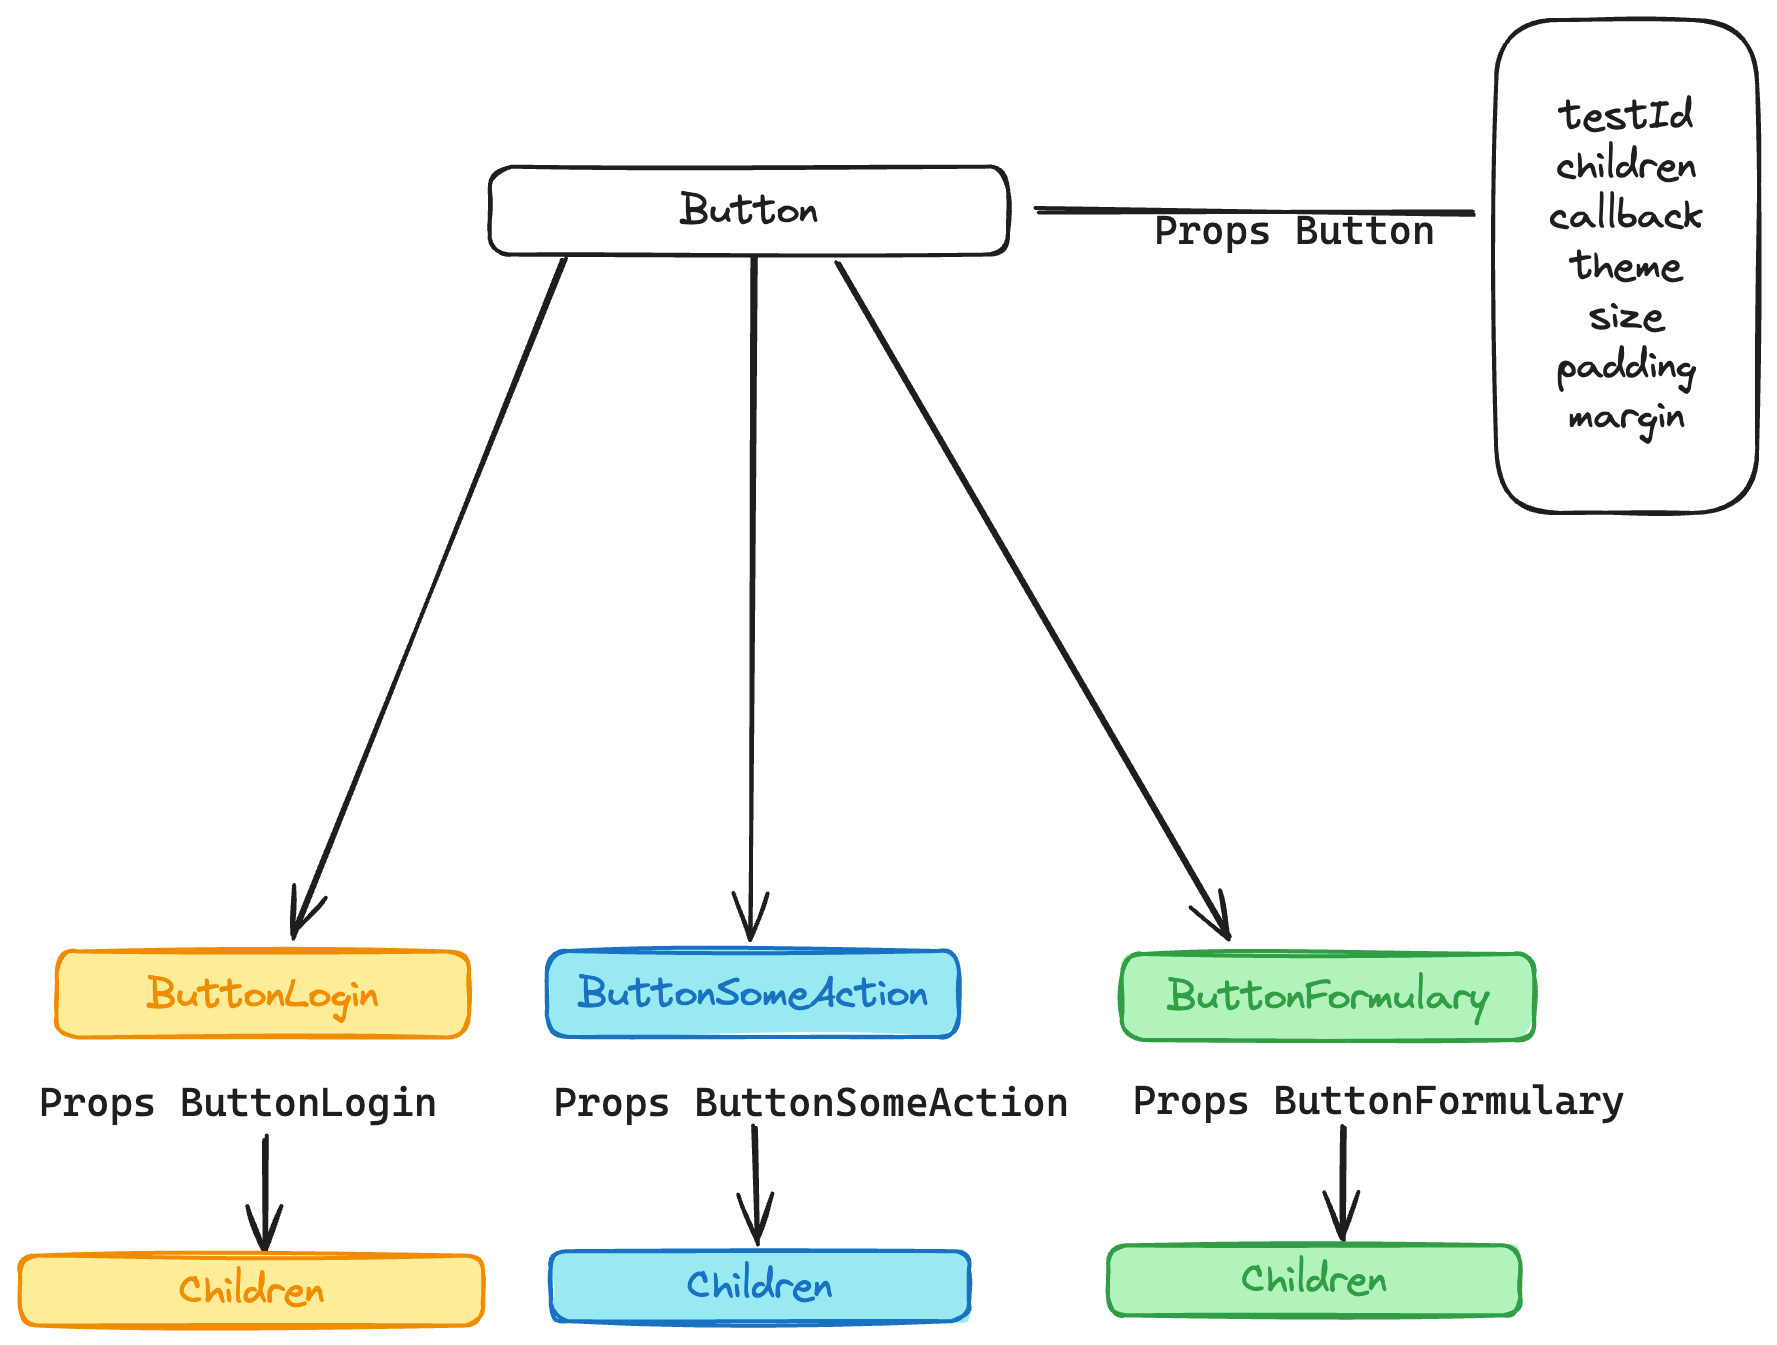 Button
Props Button
testId
children
callback
theme
size
padding
margin
ButtonLogin
ButtonSomeAction
ButtonFormulary
Props ButtonLogin
Props ButtonSomeAction
Props ButtonFormulary
Children
Children
Children